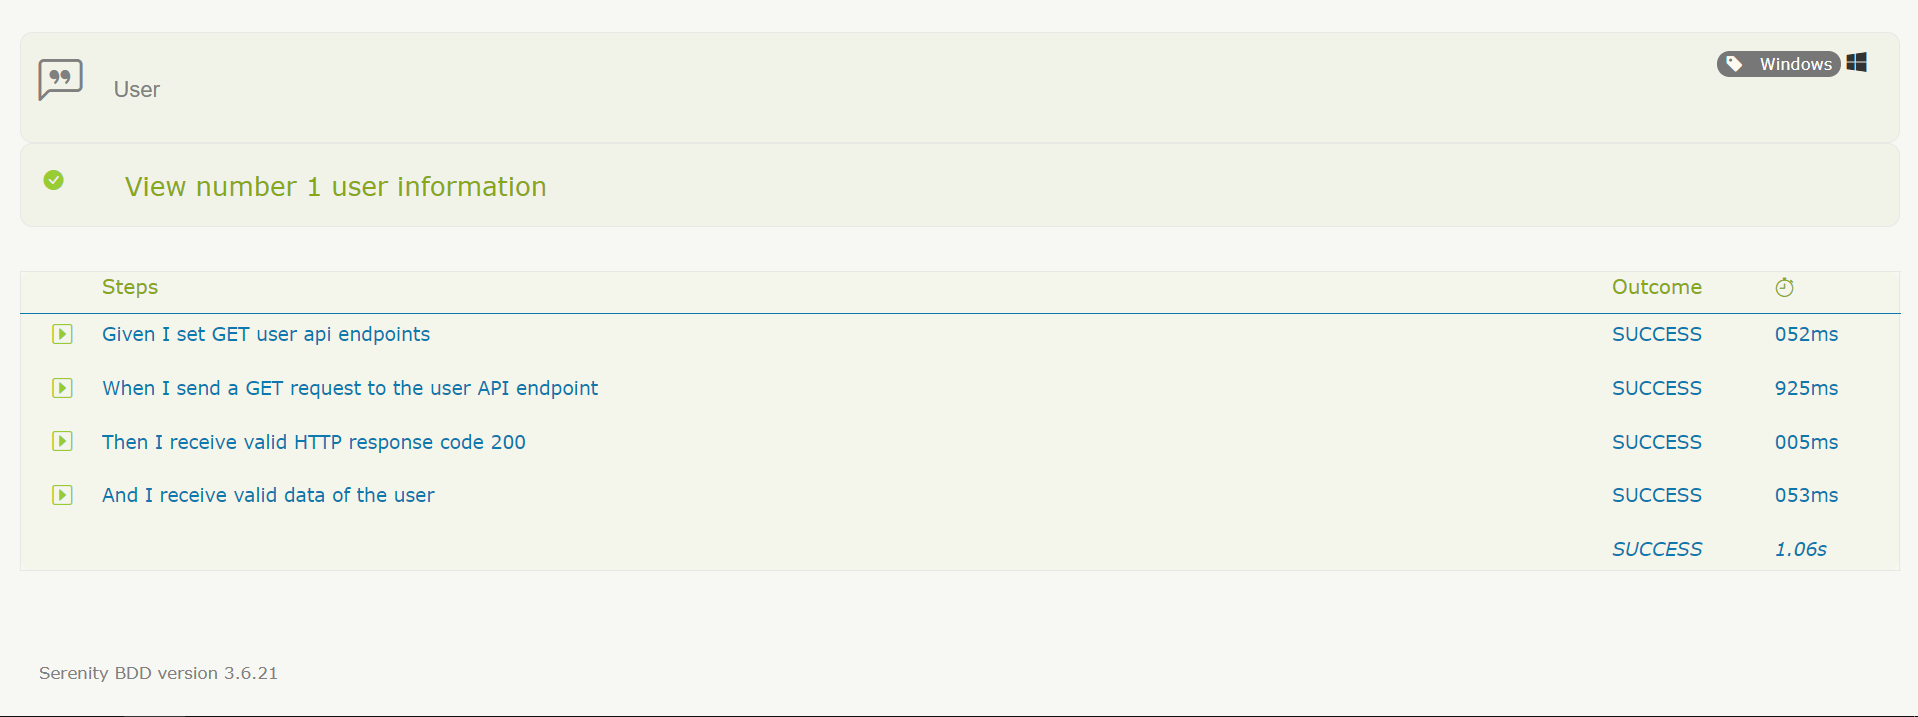 User
Windows
View number 1 user information
Steps Outcome
Given I set GET user api endpoints SUCCESS 052ms
When I send a GET request to the user API endpoint SUCCESS 925ms
Then I receive valid HTTP response code 200 SUCCESS 005ms
And I receive valid data of the user SUCCESS 053ms
SUCCESS 1.06s
Serenity BDD version 3.6.21